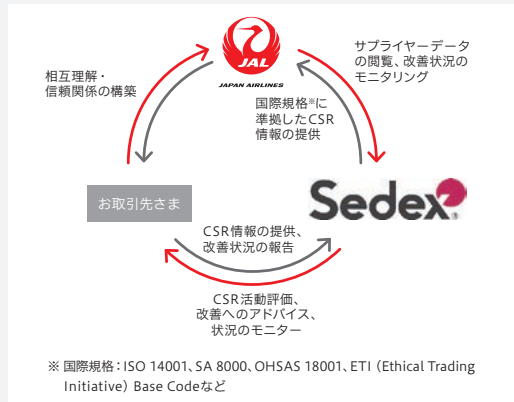 JAL
JAPAN AIRLINES
相互理解・
信頼関係の構築
サプライヤーデータ
の閲覧、改善状況の
モニタリング
国際規格※に
準拠したCSR
情報の提供
お取引先さま
Sedex®
CSR情報の提供、
改善状況の報告
CSR活動評価、
改善へのアドバイス、
状況のモニター
※ 国際規格：ISO 14001、SA 8000、OHSAS 18001、ETI（Ethical Trading
Initiative）Base Codeなど